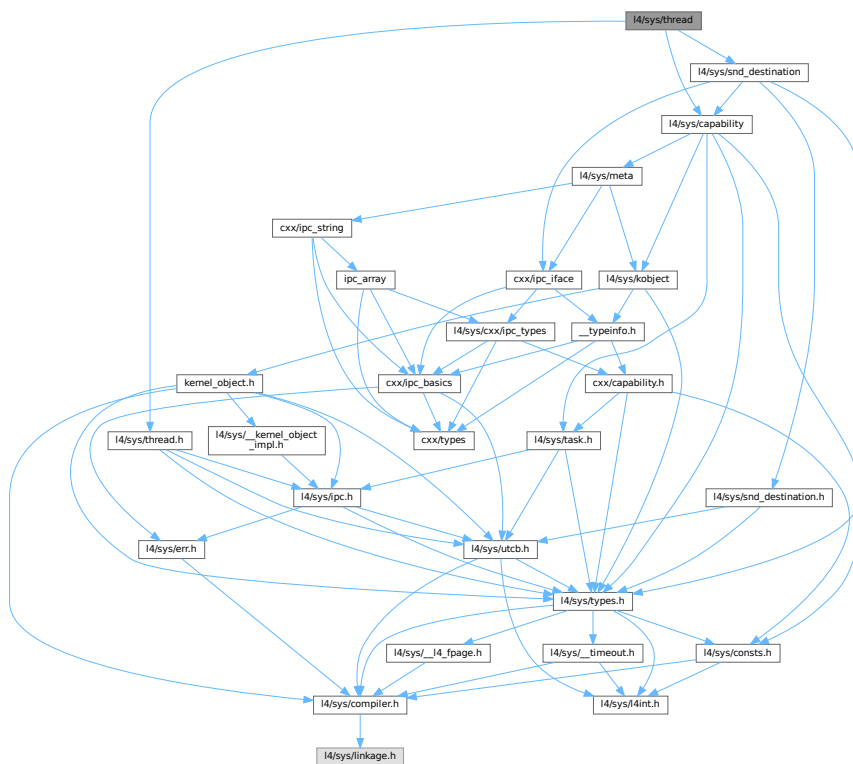 l4/sys/thread
l4/sys/snd_destination
l4/sys/capability
l4/sys/meta
cxx/ipc_string
ipc_array
cxx/ipc_iface
l4/sys/kobject
l4/sys/cxx/ipc_types
__typeinfo.h
kernel_object.h
cxx/ipc_basics
cxx/capability.h
l4/sys/thread.h
l4/sys/__kernel_object
_impl.h
cxx/types
l4/sys/task.h
l4/sys/ipc.h
l4/sys/snd_destination.h
l4/sys/err.h
l4/sys/utcb.h
l4/sys/types.h
l4/sys/__l4_fpage.h
l4/sys/__timeout.h
l4/sys/consts.h
l4/sys/compiler.h
l4/sys/l4int.h
l4/sys/linkage.h